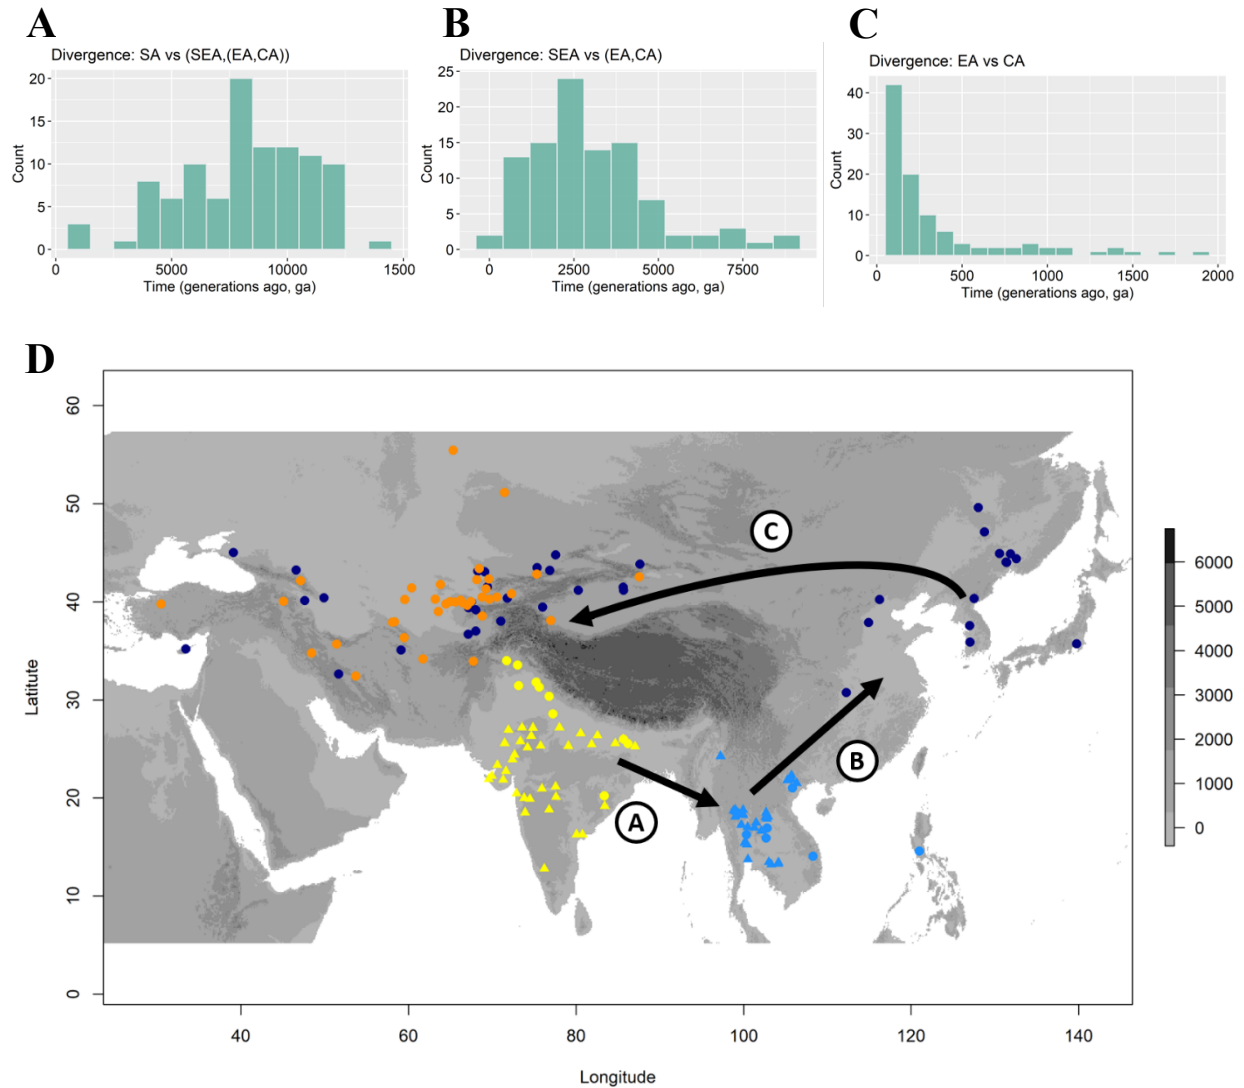 A
B
C
Divergence: SA vs (SEA,(EA,CA))
Divergence: SEA vs (EA,CA)
Divergence: EA vs CA
20
15
10
5
0
Count
0
5000
10000
1500
Time (generations ago, ga)
25
20
15
10
5
0
Count
0
2500
5000
7500
Time (generations ago, ga)
40
30
20
10
0
Count
0
500
1000
1500
2000
Time (generations ago, ga)
D
60
50
40
30
20
10
0
Latitute
C
B
A
40
60
80
100
120
140
Longitude
6000
5000
4000
3000
2000
1000
0